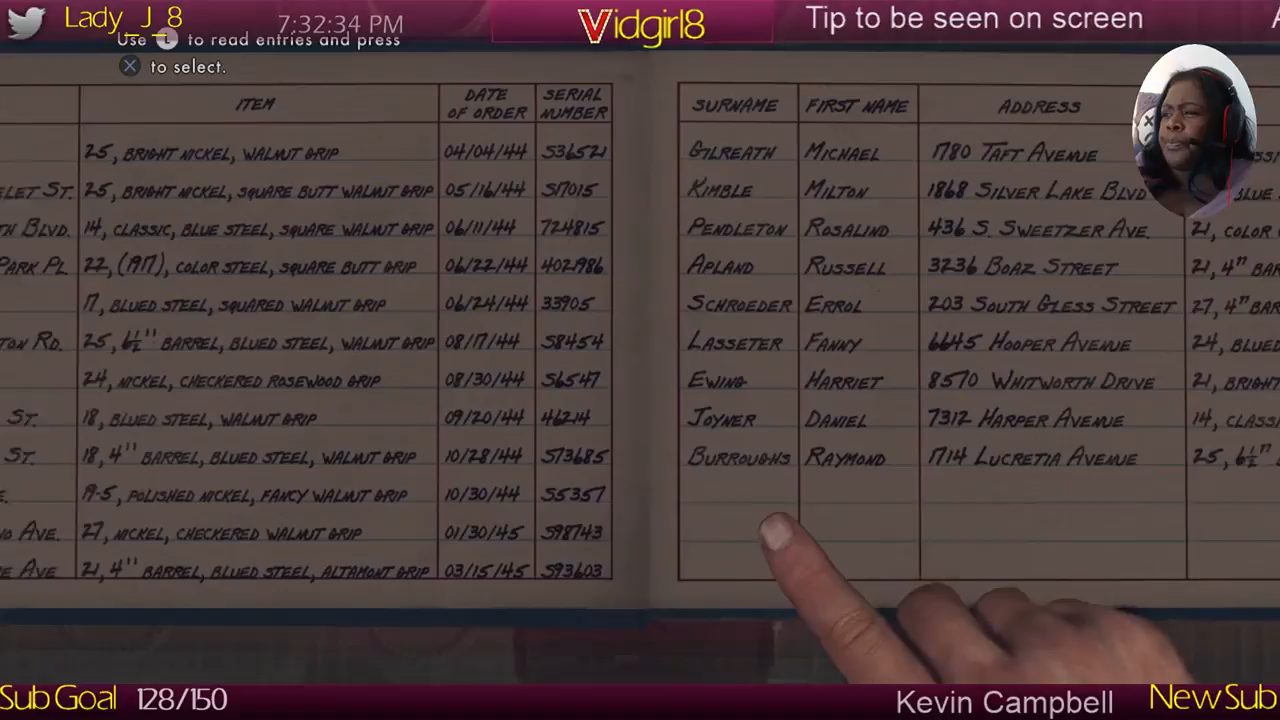 Lady_J_8
7:32:34 PM
Vidgirl8
Tip to be seen on screen
Use L to read entries and press
X to select.
ITEM DATE OF ORDER SERIAL NUMBER
25, BRIGHT NICKEL, WALNUT GRIP 04/04/44 S36521
ELET ST. 25, BRIGHT NICKEL, SQUARE BUTT WALNUT GRIP 05/16/44 S17015
TH BLVD. 14, CLASSIC, BLUE STEEL, SQUARE WALNUT GRIP 06/11/44 724815
PARK PL 22, (1917), COLOR STEEL, SQUARE BUTT GRIP 06/22/44 402986
17, BLUED STEEL, SQUARED WALNUT GRIP 06/24/44 33905
TON RD. 25, 6½" BARREL, BLUED STEEL, WALNUT GRIP 08/17/44 S8454
24, NICKEL, CHECKERED ROSEWOOD GRIP 08/30/44 S6547
ST. 18, BLUED STEEL, WALNUT GRIP 09/20/44 46214
ST. 18, 4" BARREL, BLUED STEEL, WALNUT GRIP 10/28/44 S73685
E. 19-5, POLISHED NICKEL, FANCY WALNUT GRIP 10/30/44 S5357
O AVE. 27, NICKEL, CHECKERED WALNUT GRIP 01/30/45 S98743
E AVE 21, 4" BARREL, BLUED STEEL, ALTAMONT GRIP 03/15/45 S93603
SURNAME FIRST NAME ADDRESS
GILREATH MICHAEL 1780 TAFT AVENUE
KIMBLE MILTON 1868 SILVER LAKE BLVD BLUE
PENDLETON ROSALIND 436 S. SWEETZER AVE. 21, COLOR
APLAND RUSSELL 3236 BOAZ STREET 21, 4" BAR
SCHROEDER ERROL 203 SOUTH GLESS STREET 27, 4" BAR
LASSETER FANNY 6645 HOOPER AVENUE 24, BLUED
EWING HARRIET 8570 WHITWORTH DRIVE 21, BRIGHT
JOYNER DANIEL 7312 HARPER AVENUE 14, CLASSI
BURROUGHS RAYMOND 1714 LUCRETIA AVENUE 25, 6½"
Sub Goal 128/150
Kevin Campbell
New Sub